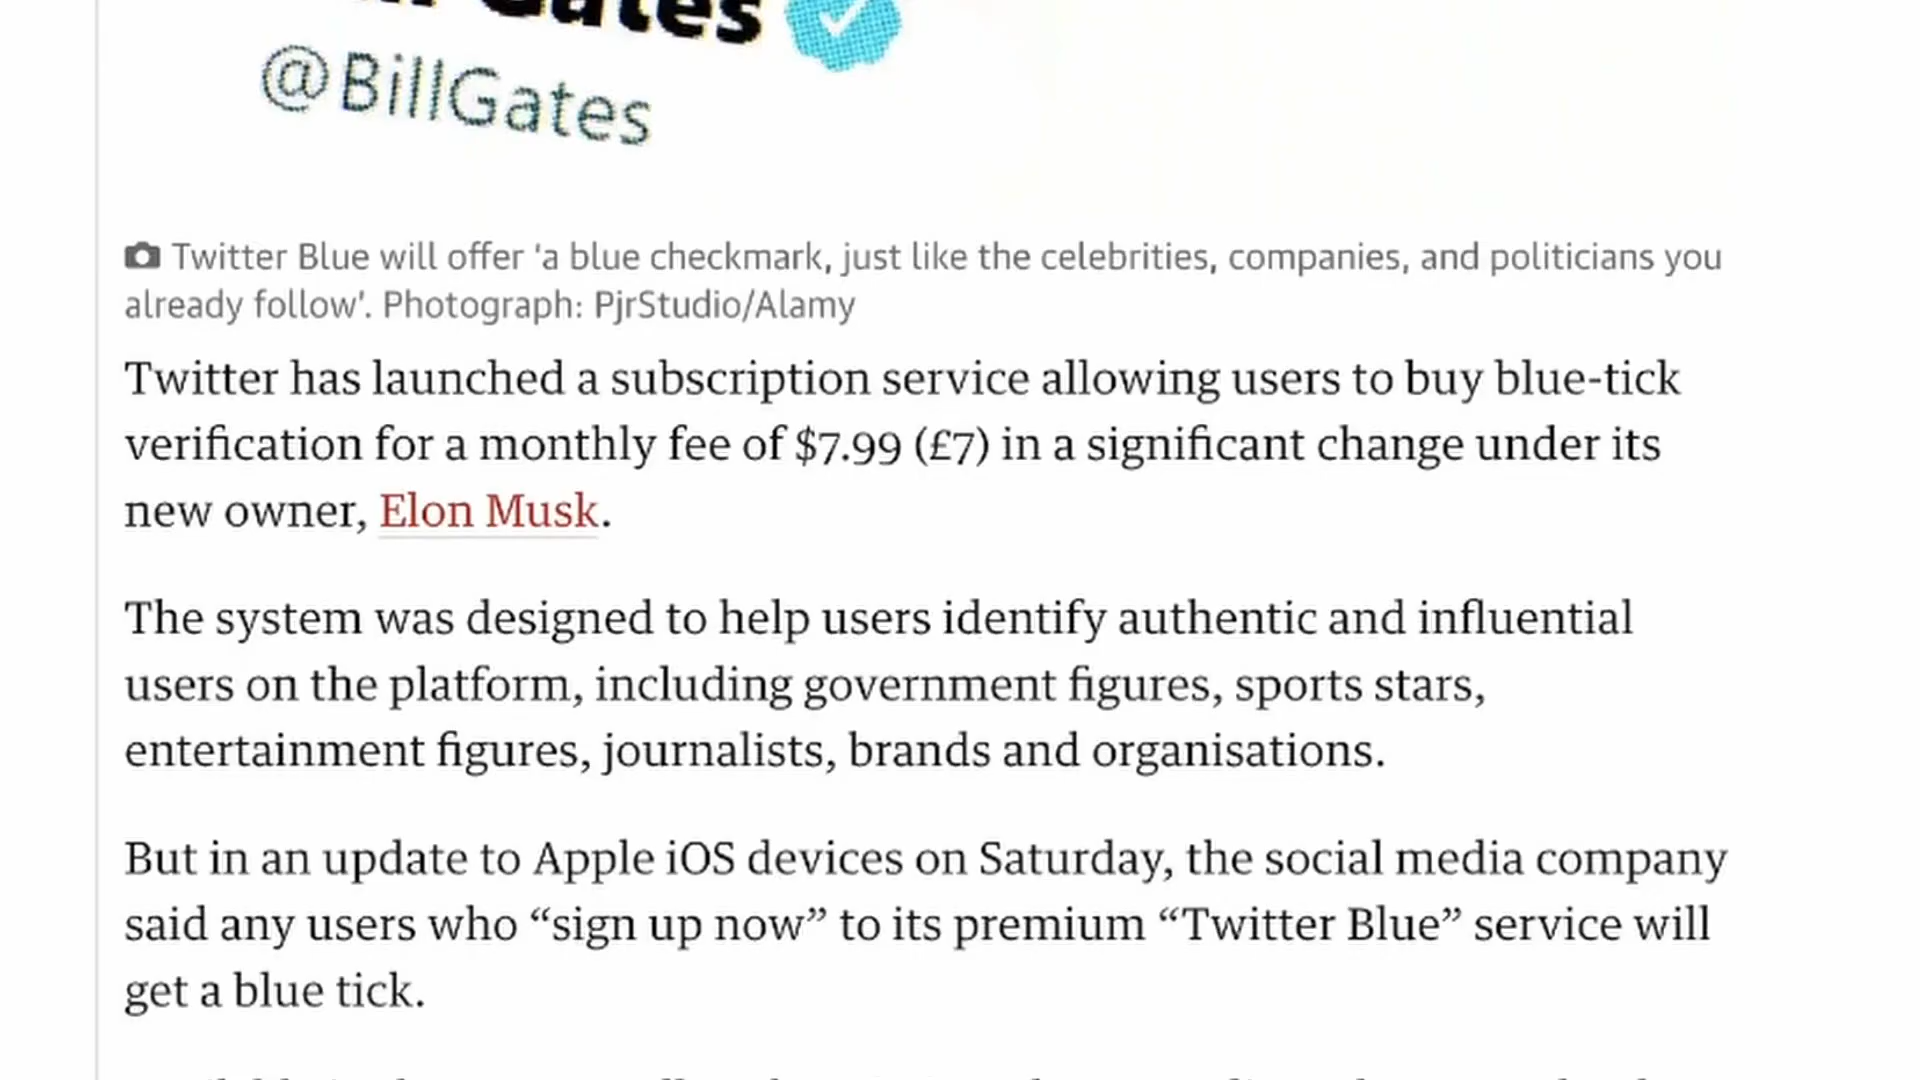 Gates
@BillGates
Twitter Blue will offer 'a blue checkmark, just like the celebrities, companies, and politicians you
already follow'. Photograph: PjrStudio/Alamy
Twitter has launched a subscription service allowing users to buy blue-tick
verification for a monthly fee of $7.99 (£7) in a significant change under its
new owner, Elon Musk.
The system was designed to help users identify authentic and influential
users on the platform, including government figures, sports stars,
entertainment figures, journalists, brands and organisations.
But in an update to Apple iOS devices on Saturday, the social media company
said any users who “sign up now” to its premium “Twitter Blue” service will
get a blue tick.